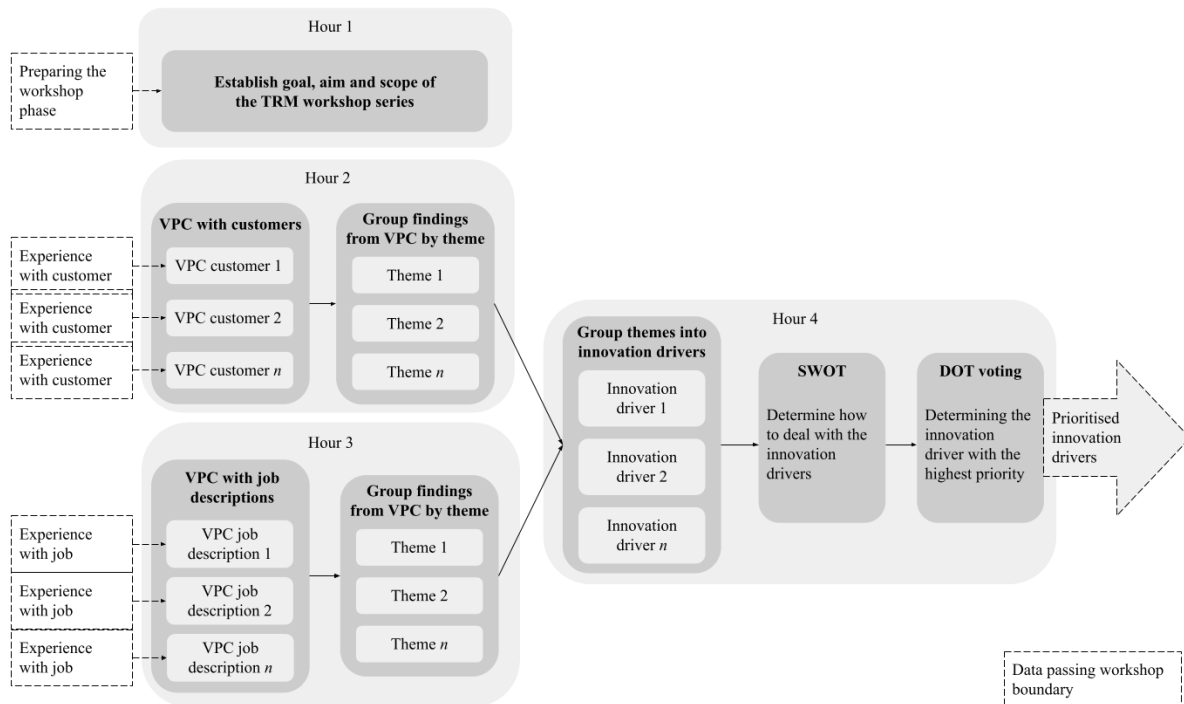 Hour 1
Preparing the
workshop
phase
Establish goal, aim and scope of
the TRM workshop series
Hour 2
VPC with customers
Experience
with customer
VPC customer 1
Experience
with customer
VPC customer 2
Experience
with customer
VPC customer n
Group findings
from VPC by theme
Theme 1
Theme 2
Theme n
Hour 3
VPC with job
descriptions
Experience
with job
VPC job
description 1
Experience
with job
VPC job
description 2
Experience
with job
VPC job
description n
Group findings
from VPC by theme
Theme 1
Theme 2
Theme n
Hour 4
Group themes into
innovation drivers
Innovation
driver 1
Innovation
driver 2
Innovation
driver n
SWOT
Determine how
to deal with the
innovation
drivers
DOT voting
Determining the
innovation
driver with the
highest priority
Prioritised
innovation
drivers
Data passing workshop
boundary